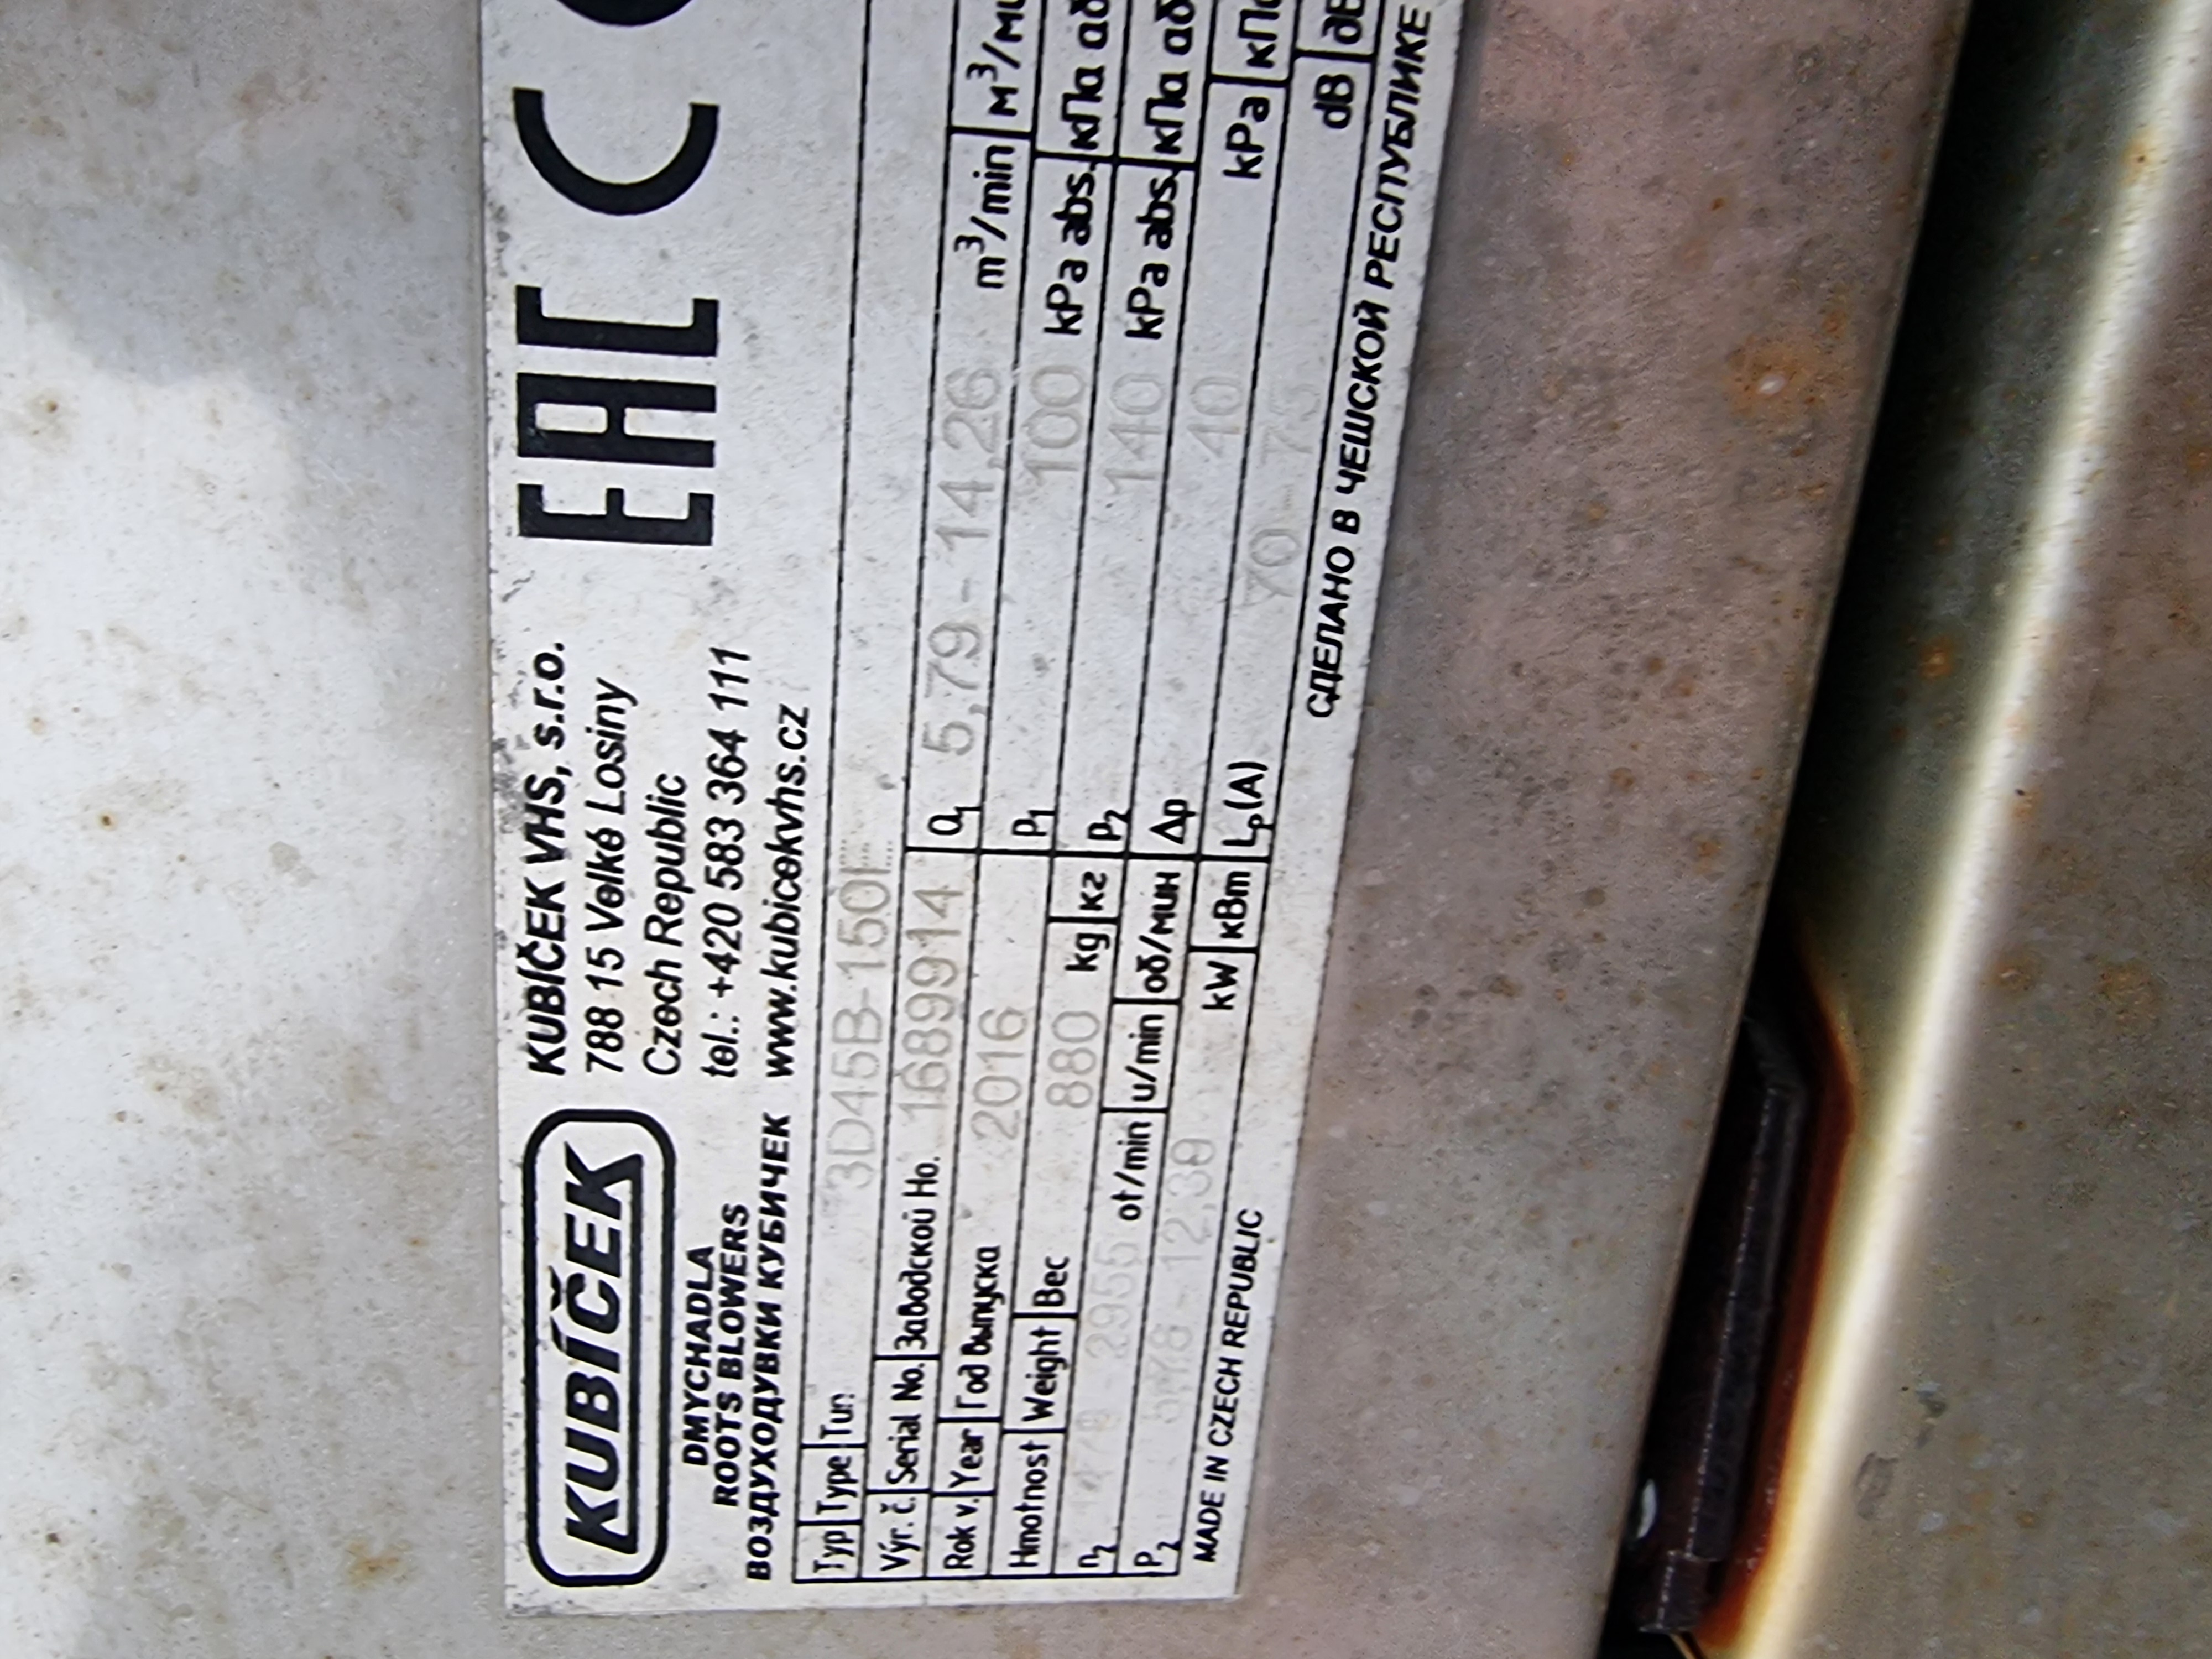 KUBÍČEK
KUBÍČEK VHS, s.r.o.
788 15 Velké Losiny
Czech Republic
tel.: +420 583 364 111
www.kubicekvhs.cz
EAC
DMYCHADLA
ROOTS BLOWERS
ВОЗДУХОДУВКИ КУБИЧЕК
Typ Type Тип 3D45B-150
Výr. č. Serial No. Заводской Но. 1689914
Rok v. Year Год выпуска 2016
Hmotnost Weight Вес 880 kg кг
n2 2955 ot/min u/min об/мин
P2 12,30 kW кВт
Q1 5,79 - 14,26 m³/min
p1 100 kPa abs. кПа
p2 140 kPa abs. кПа
Δp 40 kPa
Lp(A) 70 - 75 dB
MADE IN CZECH REPUBLIC
СДЕЛАНО В ЧЕШСКОЙ РЕСПУБЛИКЕ